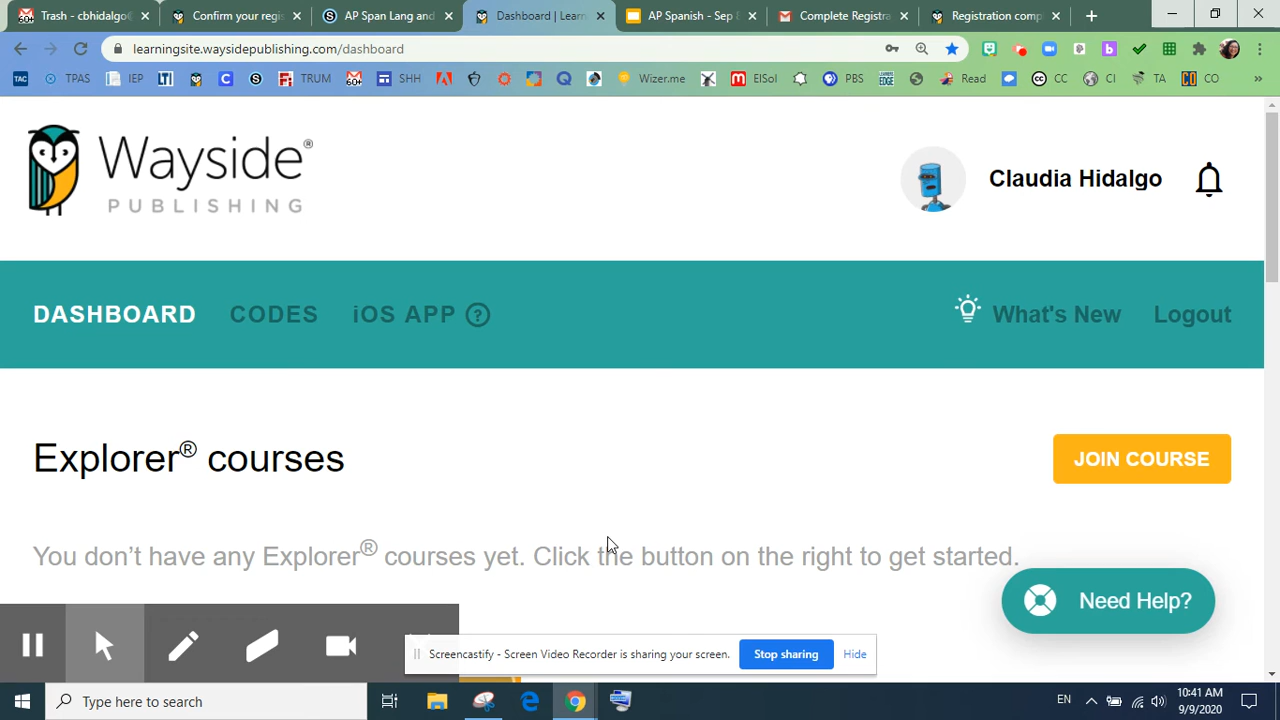 Trash - cbhidalgo
Confirm your regi
AP Span Lang and
Dashboard | Learn
AP Spanish - Sep 8
Complete Registra
Registration comp
learningsite.waysidepublishing.com/dashboard
TAC
TPAS
IEP
TRUM
SHH
Wizer.me
ElSol
PBS
Read
CC
CI
TA
CO
Wayside®
PUBLISHING
Claudia Hidalgo
DASHBOARD
CODES
iOS APP ?
What's New
Logout
Explorer® courses
JOIN COURSE
You don't have any Explorer® courses yet. Click the button on the right to get started.
Need Help?
Screencastify - Screen Video Recorder is sharing your screen.
Stop sharing
Hide
Type here to search
EN
10:41 AM
9/9/2020